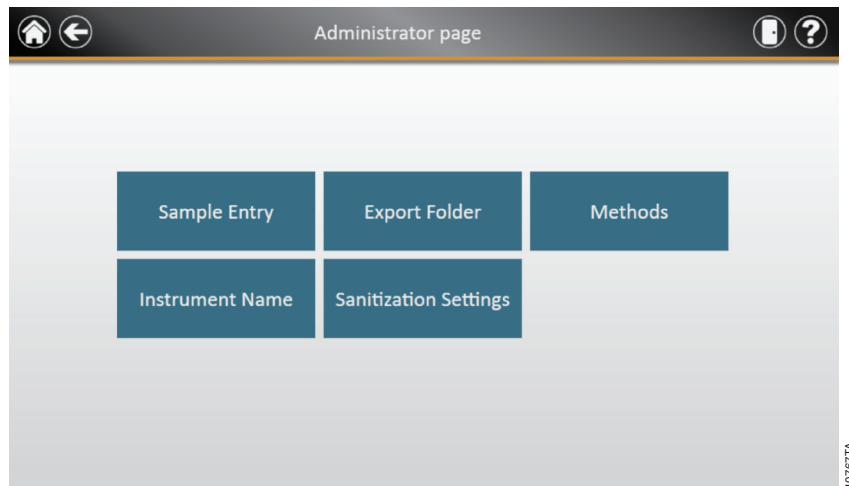 Administrator page
?
Sample Entry
Export Folder
Methods
Instrument Name
Sanitization Settings